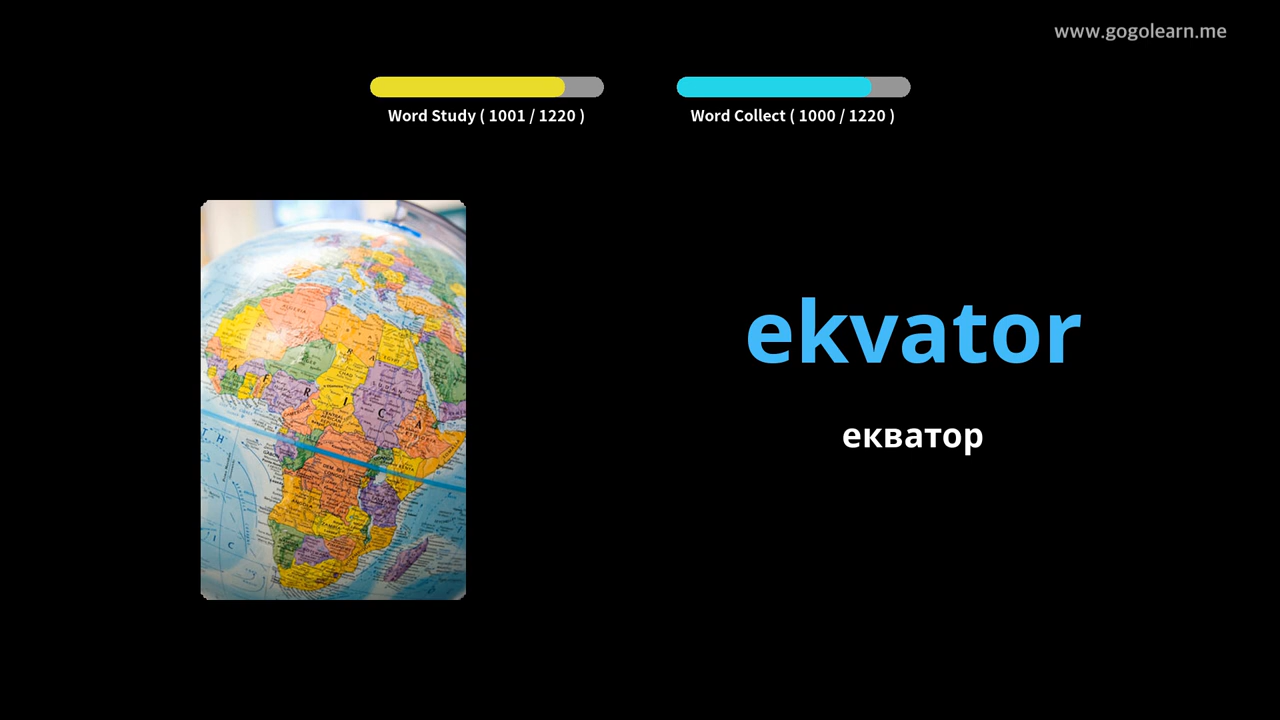 www.gogolearn.me
Word Study ( 1001 / 1220 )
Word Collect ( 1000 / 1220 )
ekvator
екватор
A F R I C A